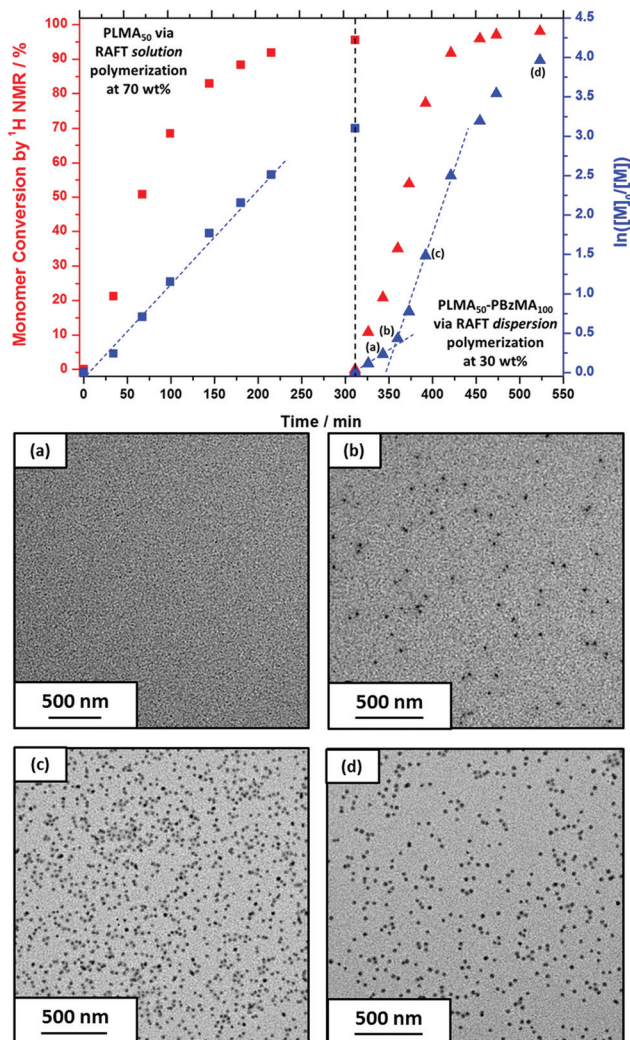 Monomer Conversion by ¹H NMR / %
100
90
80
70
60
50
40
30
20
10
0
PLMA₅₀ via
RAFT solution
polymerization
at 70 wt%
(a)
(b)
(c)
(d)
PLMA₅₀-PBzMA₁₀₀
via RAFT dispersion
polymerization
at 30 wt%
4.5
4.0
3.5
3.0
2.5
2.0
1.5
1.0
0.5
0.0
ln([M]₀/[M])
0 50 100 150 200 250 300 350 400 450 500 550
Time / min
(a)
500 nm
(b)
500 nm
(c)
500 nm
(d)
500 nm